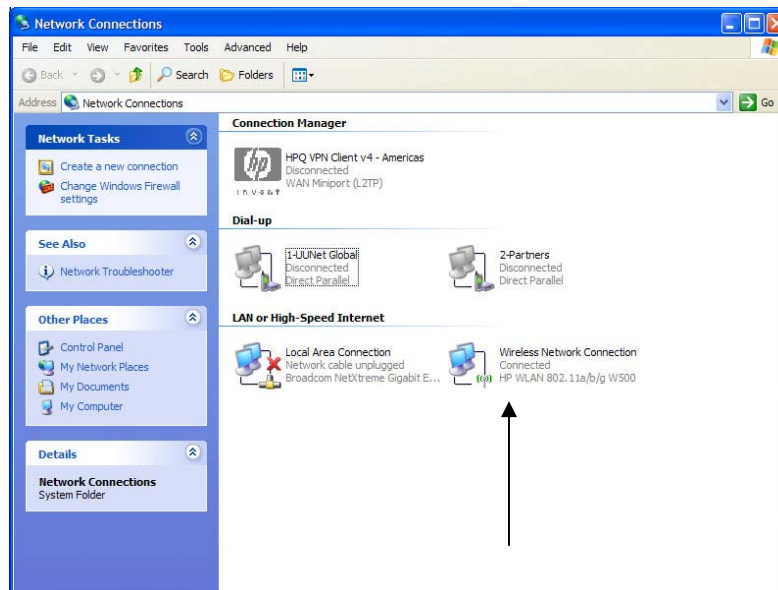 Network Connections
File Edit View Favorites Tools Advanced Help
Back Search Folders
Address Network Connections Go
Network Tasks
Create a new connection
Change Windows Firewall
settings
See Also
Network Troubleshooter
Other Places
Control Panel
My Network Places
My Documents
My Computer
Details
Network Connections
System Folder
Connection Manager
hp
invent
HPQ VPN Client v4 - Americas
Disconnected
WAN Miniport (L2TP)
Dial-up
1-UUNet Global
Disconnected
Direct Parallel
2-Partners
Disconnected
Direct Parallel
LAN or High-Speed Internet
Local Area Connection
Network cable unplugged
Broadcom NetXtreme Gigabit E...
Wireless Network Connection
Connected
HP WLAN 802.11a/b/g W500